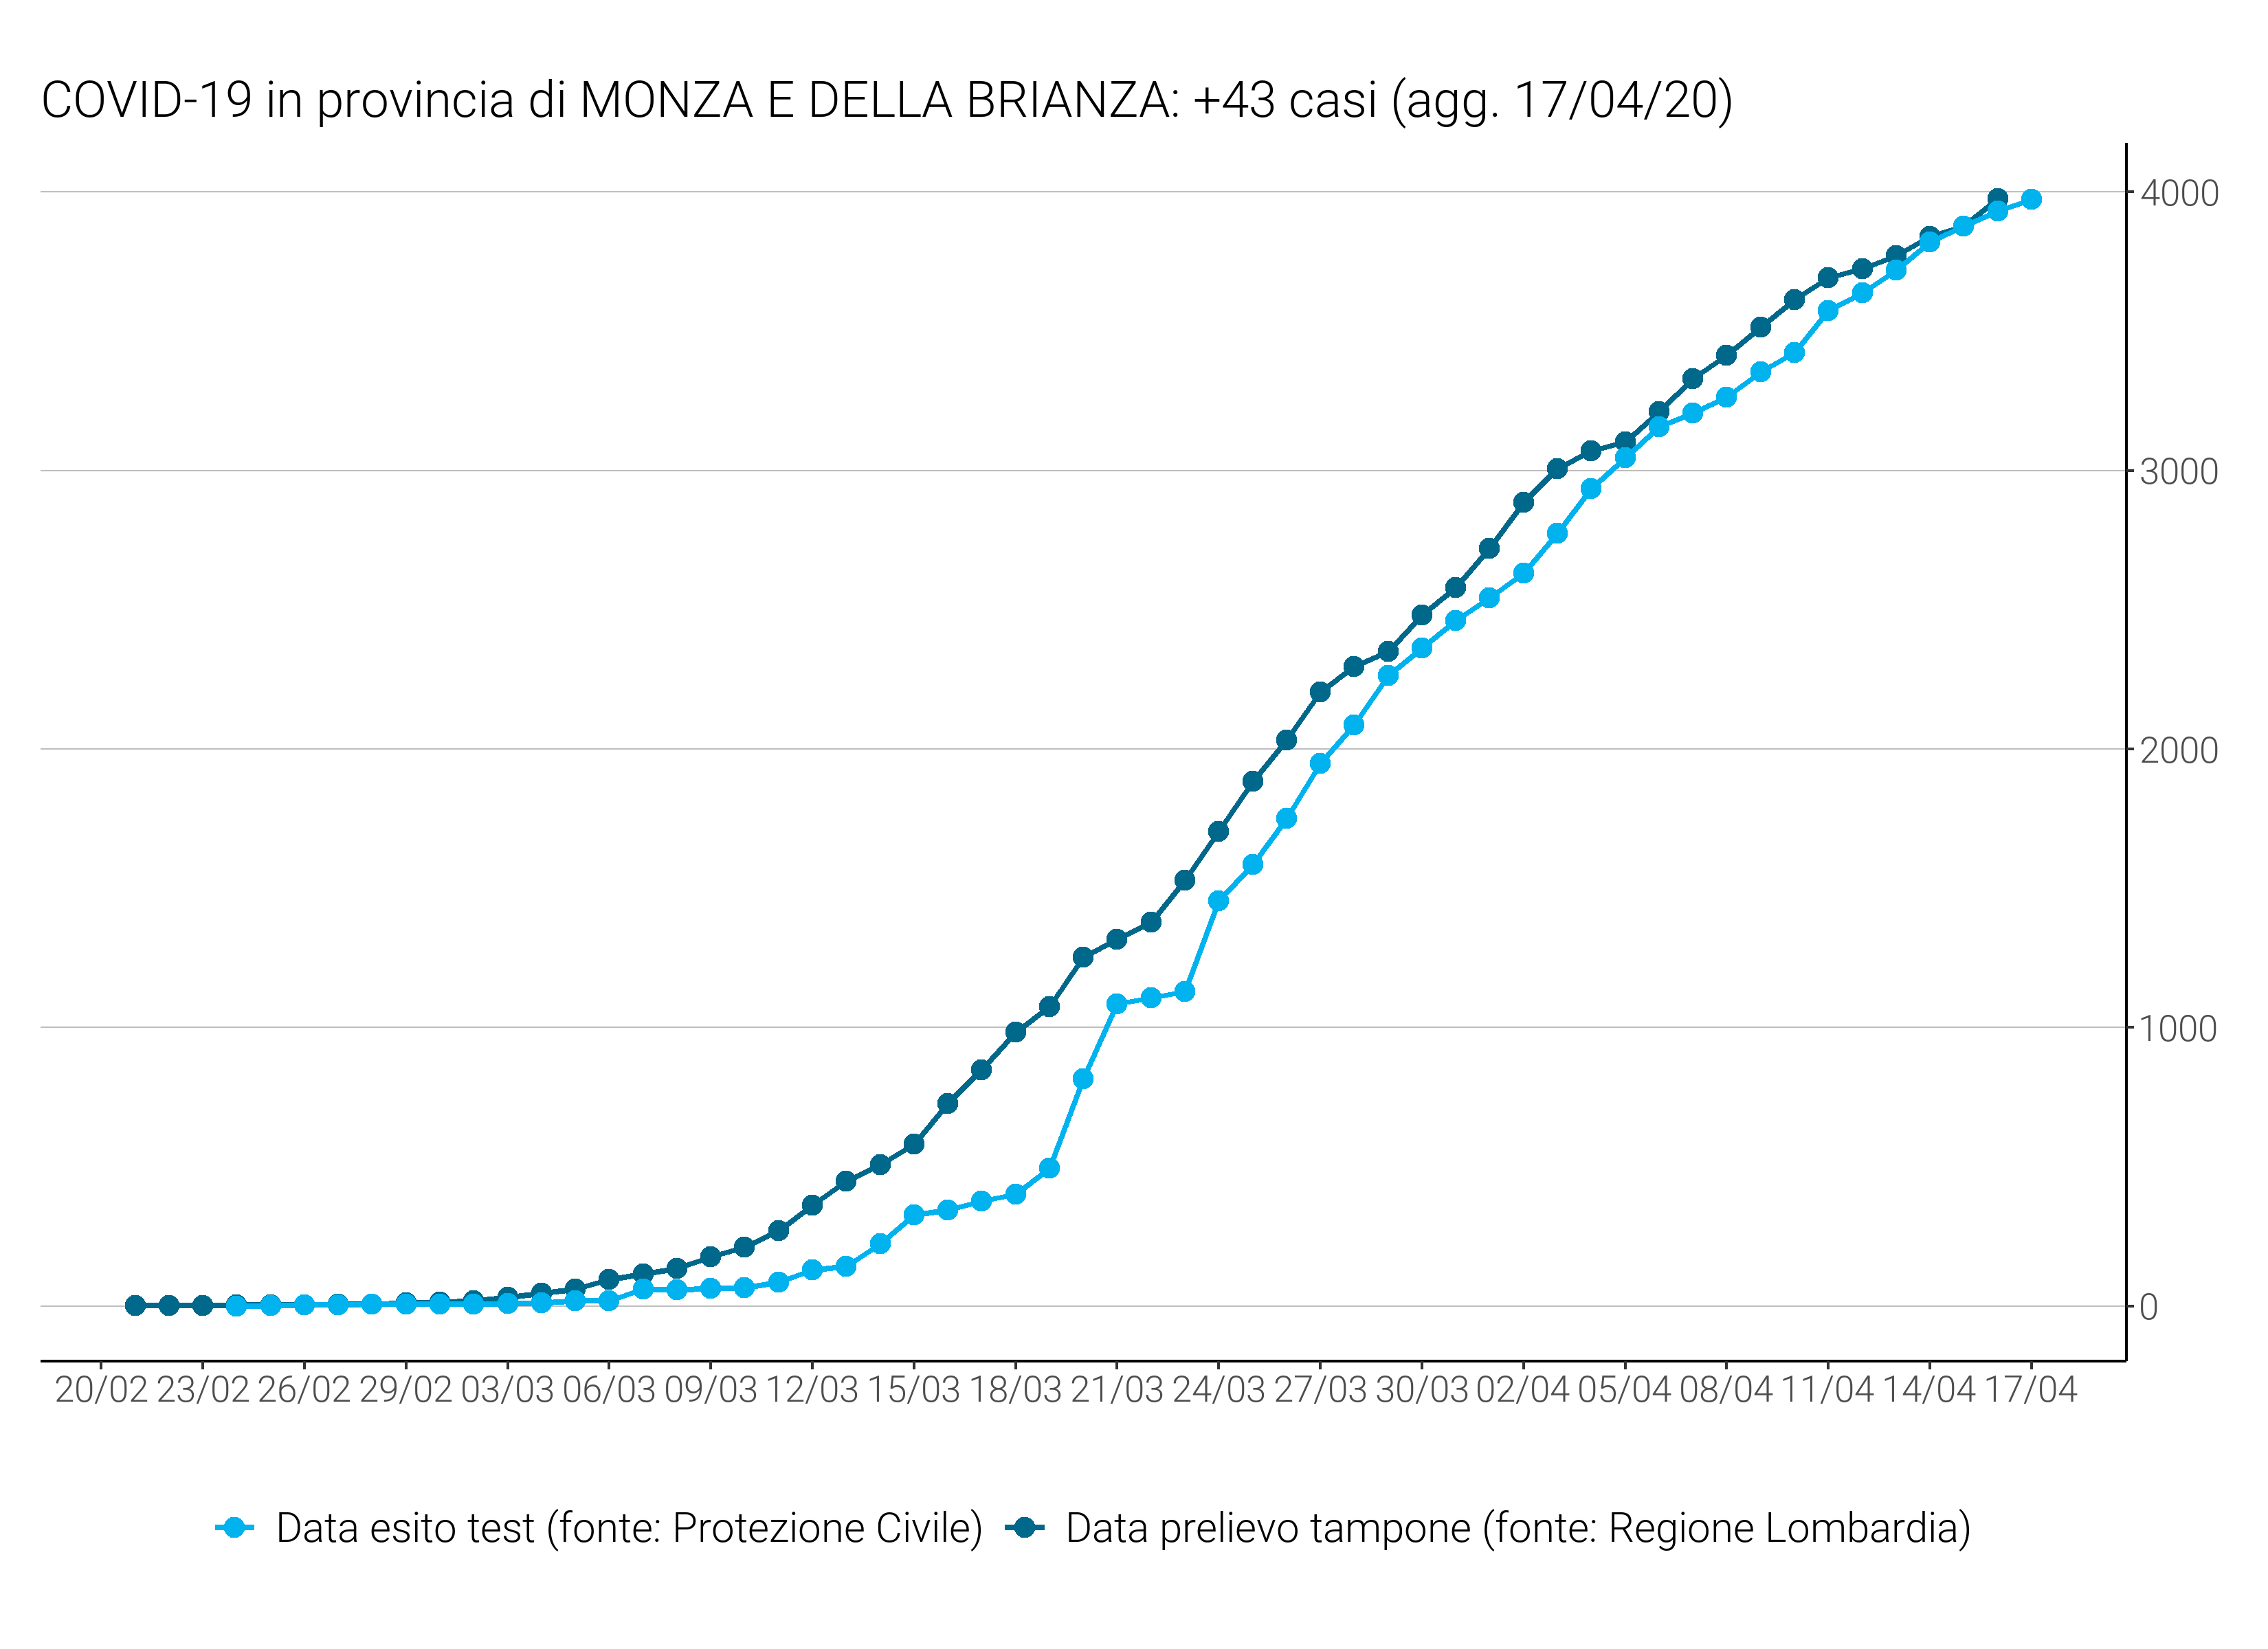 COVID-19 in provincia di MONZA E DELLA BRIANZA: +43 casi (agg. 17/04/20)
4000
3000
2000
1000
0
20/02 23/02 26/02 29/02 03/03 06/03 09/03 12/03 15/03 18/03 21/03 24/03 27/03 30/03 02/04 05/04 08/04 11/04 14/04 17/04
Data esito test (fonte: Protezione Civile) Data prelievo tampone (fonte: Regione Lombardia)